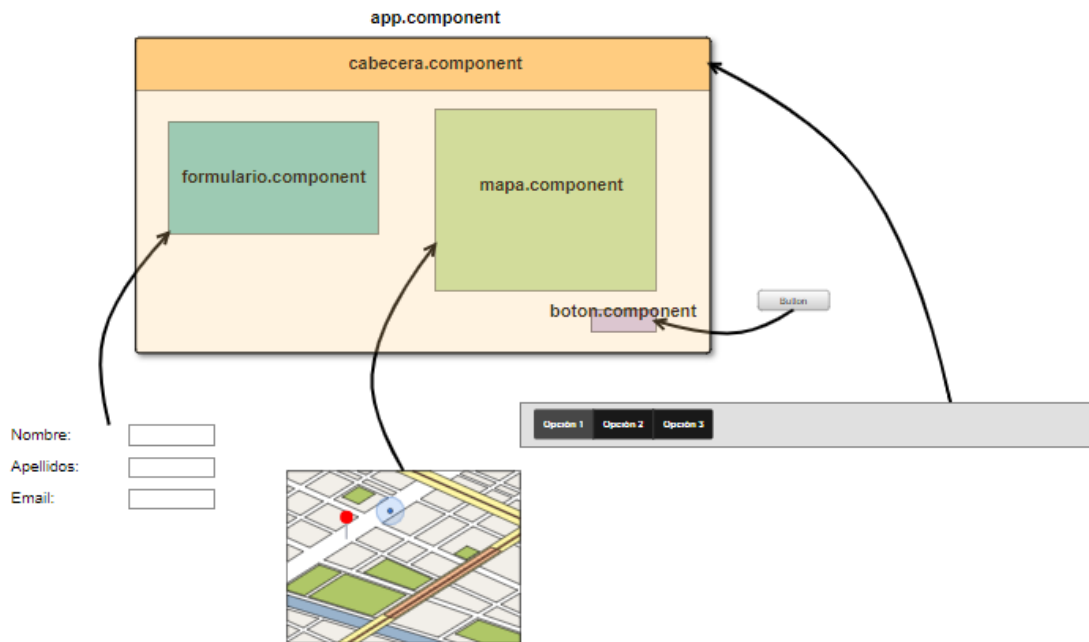 app.component
cabecera.component
formulario.component
mapa.component
boton.component
Button
Opción 1 Opción 2 Opción 3
Nombre:
Apellidos:
Email: